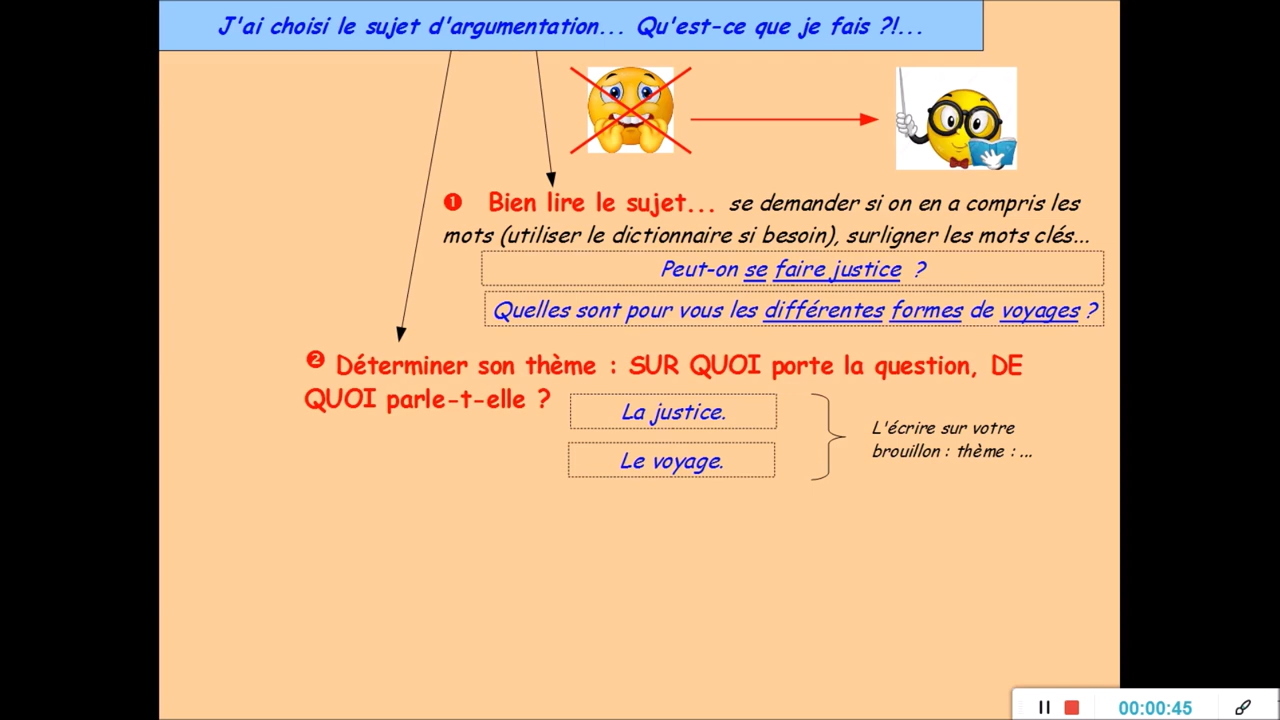 J'ai choisi le sujet d'argumentation... Qu'est-ce que je fais ?!...
❶ Bien lire le sujet... se demander si on en a compris les
mots (utiliser le dictionnaire si besoin), surligner les mots clés...
Peut-on se faire justice ?
Quelles sont pour vous les différentes formes de voyages ?
❷ Déterminer son thème : SUR QUOI porte la question, DE
QUOI parle-t-elle ?
La justice.
Le voyage.
L'écrire sur votre
brouillon : thème : ...
00:00:45